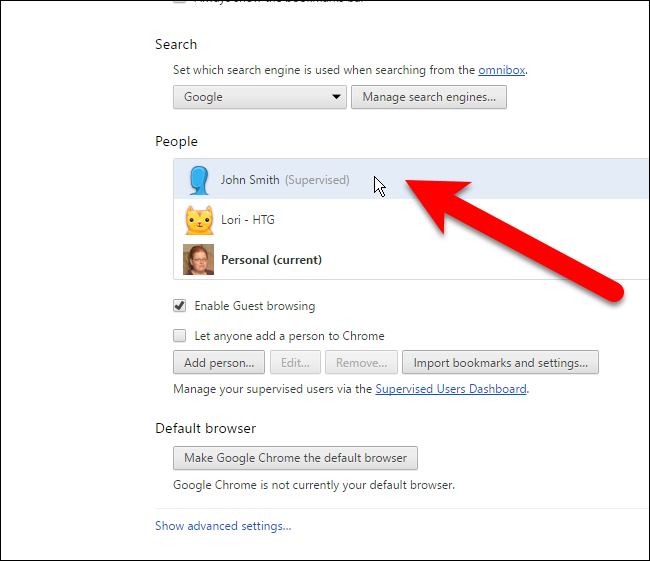 Search
Set which search engine is used when searching from the omnibox.
Google Manage search engines...
People
John Smith (Supervised)
Lori - HTG
Personal (current)
Enable Guest browsing
Let anyone add a person to Chrome
Add person... Edit... Remove... Import bookmarks and settings...
Manage your supervised users via the Supervised Users Dashboard.
Default browser
Make Google Chrome the default browser
Google Chrome is not currently your default browser.
Show advanced settings...